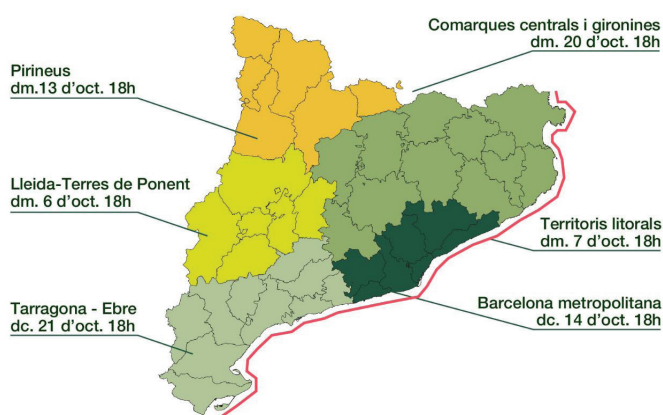 Comarques centrals i gironines
dm. 20 d'oct. 18h
Pirineus
dm.13 d'oct. 18h
Lleida-Terres de Ponent
dm. 6 d'oct. 18h
Territoris litorals
dm. 7 d'oct. 18h
Tarragona - Ebre
dc. 21 d'oct. 18h
Barcelona metropolitana
dc. 14 d'oct. 18h